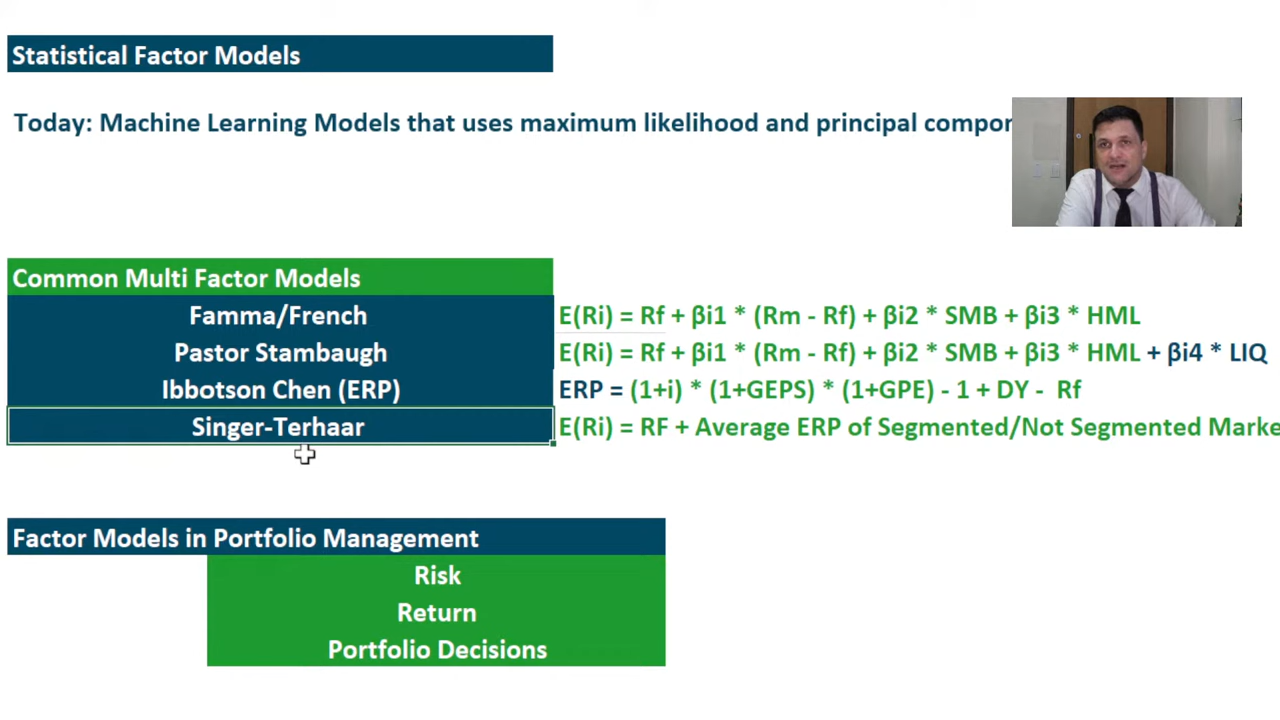 Statistical Factor Models
Today: Machine Learning Models that uses maximum likelihood and principal
Common Multi Factor Models
Famma/French E(Ri) = Rf + βi1 * (Rm - Rf) + βi2 * SMB + βi3 * HML
Pastor Stambaugh E(Ri) = Rf + βi1 * (Rm - Rf) + βi2 * SMB + βi3 * HML + βi4 * LIQ
Ibbotson Chen (ERP) ERP = (1+i) * (1+GEPS) * (1+GPE) - 1 + DY - Rf
Singer-Terhaar E(Ri) = RF + Average ERP of Segmented/Not Segmented
Factor Models in Portfolio Management
Risk
Return
Portfolio Decisions